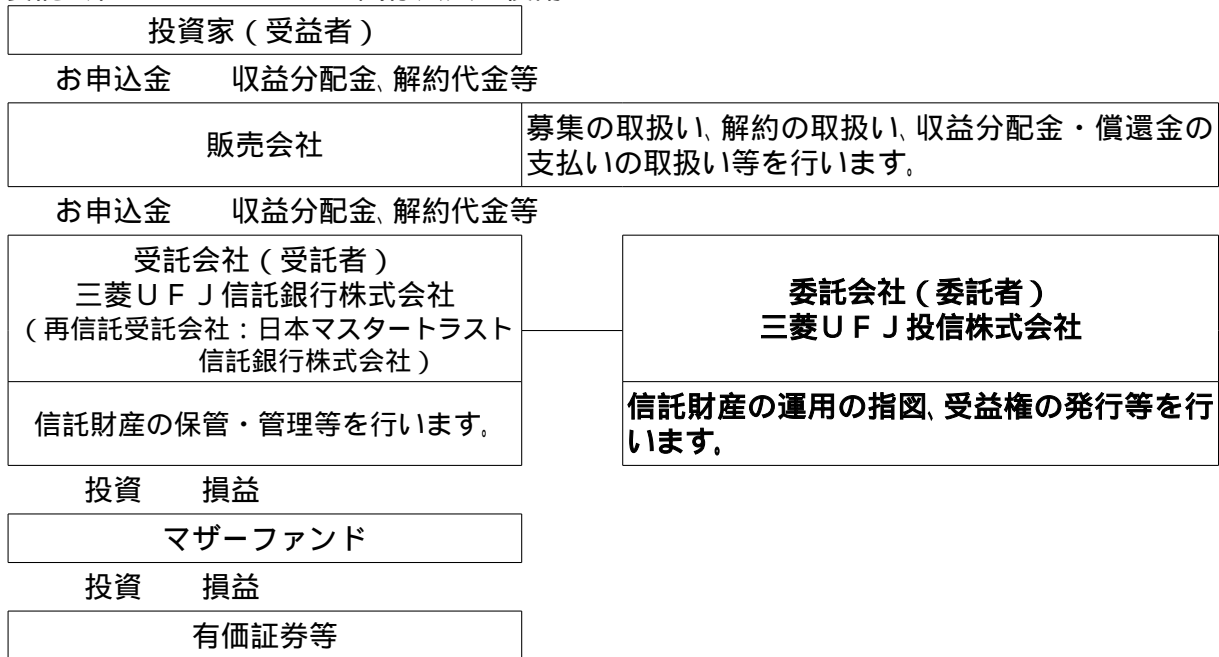 投資家（受益者）
お申込金　収益分配金､解約代金等
販売会社
募集の取扱い､解約の取扱い､収益分配金・償還金の
支払いの取扱い等を行います｡
お申込金　収益分配金､解約代金等
受託会社（受託者）
三菱ＵＦＪ信託銀行株式会社
（再信託受託会社：日本マスタートラスト
信託銀行株式会社）
委託会社（委託者）
三菱ＵＦＪ投信株式会社
信託財産の保管・管理等を行います｡
信託財産の運用の指図､受益権の発行等を行
います｡
投資　損益
マザーファンド
投資　損益
有価証券等